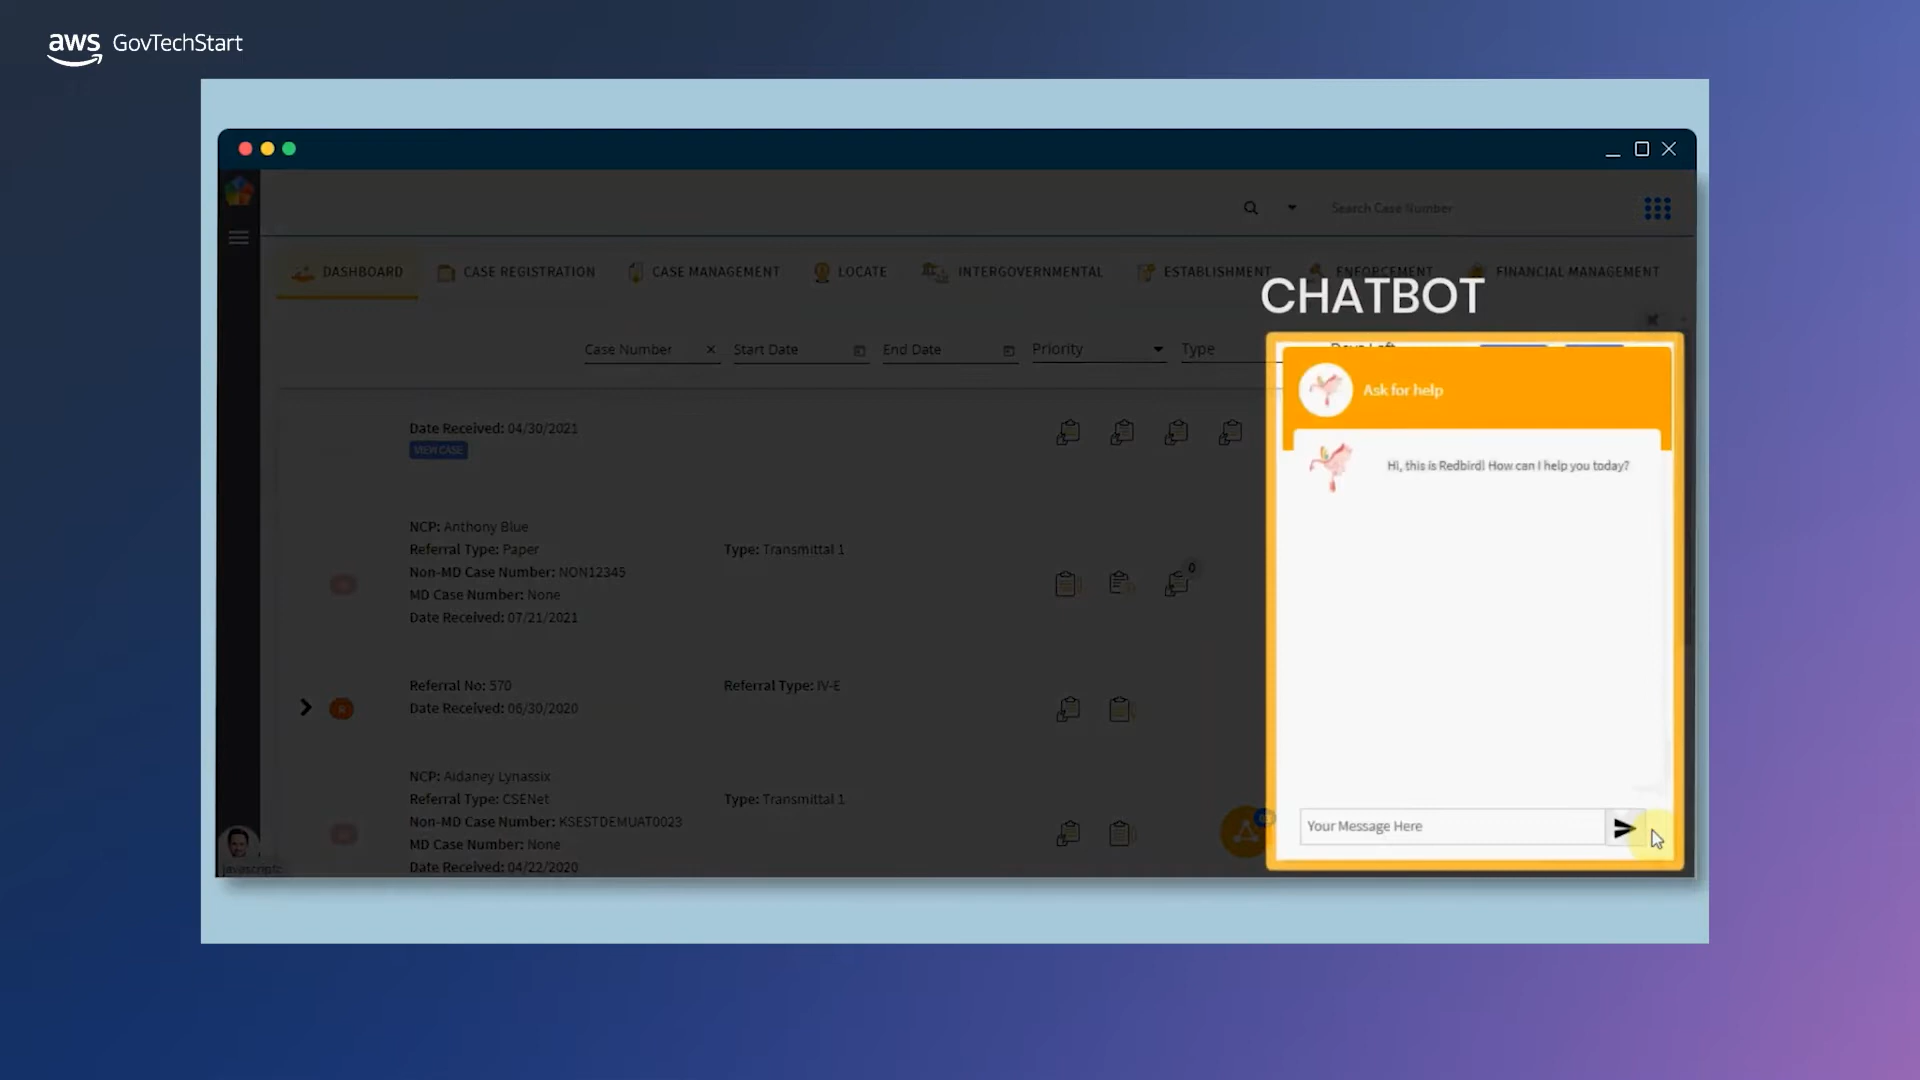 aws GovTechStart
Search Case Number
DASHBOARD CASE REGISTRATION CASE MANAGEMENT LOCATE INTERGOVERNMENTAL ESTABLISHMENT ENFORCEMENT FINANCIAL MANAGEMENT
CHATBOT
Case Number Start Date End Date Priority Type Days Left
Ask for help
Date Received: 04/30/2021
VIEW CASE
Hi, this is Redbird! How can I help you today?
NCP: Anthony Blue
Referral Type: Paper Type: Transmittal 1
Non-MD Case Number: NON12345
0
MD Case Number: None
Date Received: 07/21/2021
Referral No: 570 Referral Type: IV-E
R
Date Received: 06/30/2020
NCP: Aidaney Lynassix
Referral Type: CSENet Type: Transmittal 1
Non-MD Case Number: KSESTDEMUAT0023
MD Case Number: None
Date Received: 04/22/2020
Your Message Here